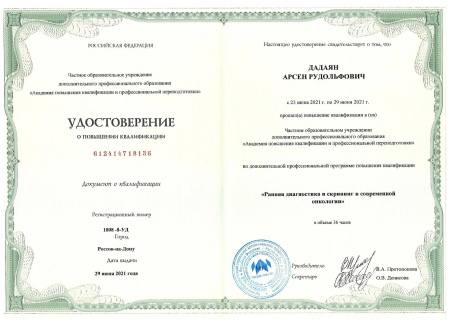 РОССИЙСКАЯ ФЕДЕРАЦИЯ
Частное образовательное учреждение
дополнительного профессионального образования
«Академия повышения квалификации и профессиональной переподготовки»
УДОСТОВЕРЕНИЕ
О ПОВЫШЕНИИ КВАЛИФИКАЦИИ
612414718136
Документ о квалификации
Регистрационный номер
1808 -8-УД
Город
Ростов-на-Дону
Дата выдачи
29 июня 2021 года
Настоящее удостоверение свидетельствует о том, что
ДАДАЯН
АРСЕН РУДОЛЬФОВИЧ
с 23 июня 2021 г. по 29 июня 2021 г.
прошел(а) повышение квалификации в (на)
Частном образовательном учреждении
дополнительного профессионального образования
«Академия повышения квалификации и профессиональной переподготовки»
по дополнительной профессиональной программе повышения квалификации
«Ранняя диагностика и скрининг в современной
онкологии»
в объеме 36 часов
Руководитель
В.А. Протопопова
Секретарь
О.В. Денисова